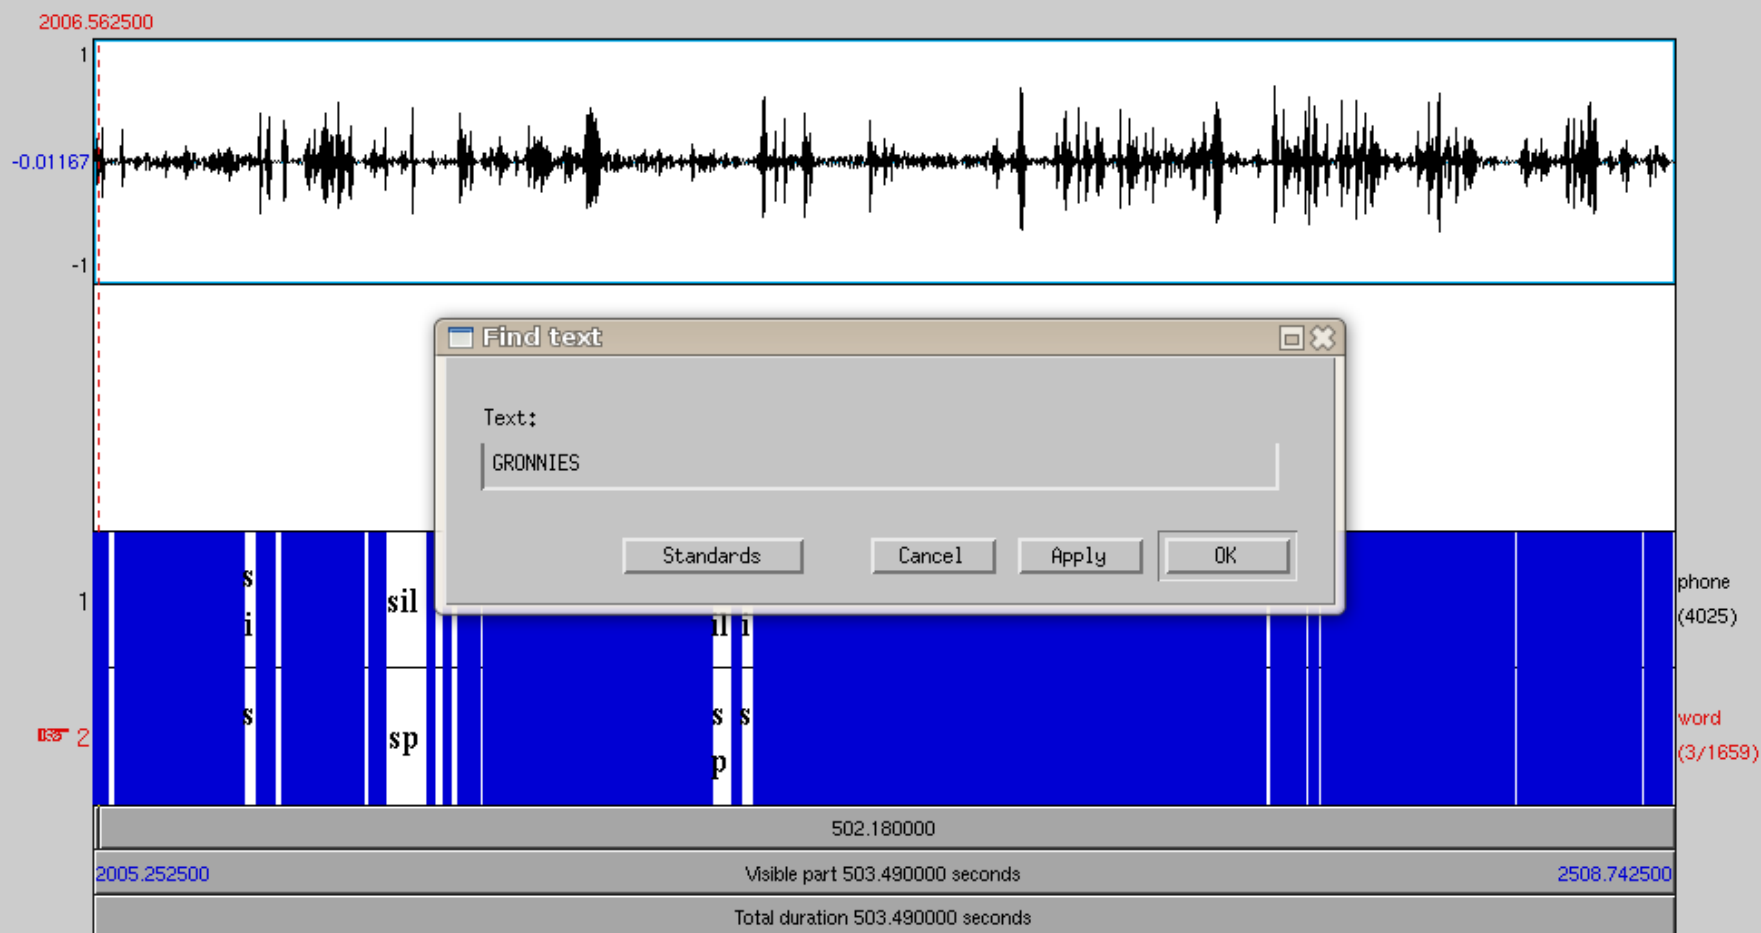 2006.562500
1
-0.01167
-1
Find text
Text:
GRONNIES
Standards Cancel Apply OK
s
i
sil
il
i
1
phone
(4025)
s
sp
s
p
s
2
word
(3/1659)
502.180000
2005.252500 Visible part 503.490000 seconds 2508.742500
Total duration 503.490000 seconds